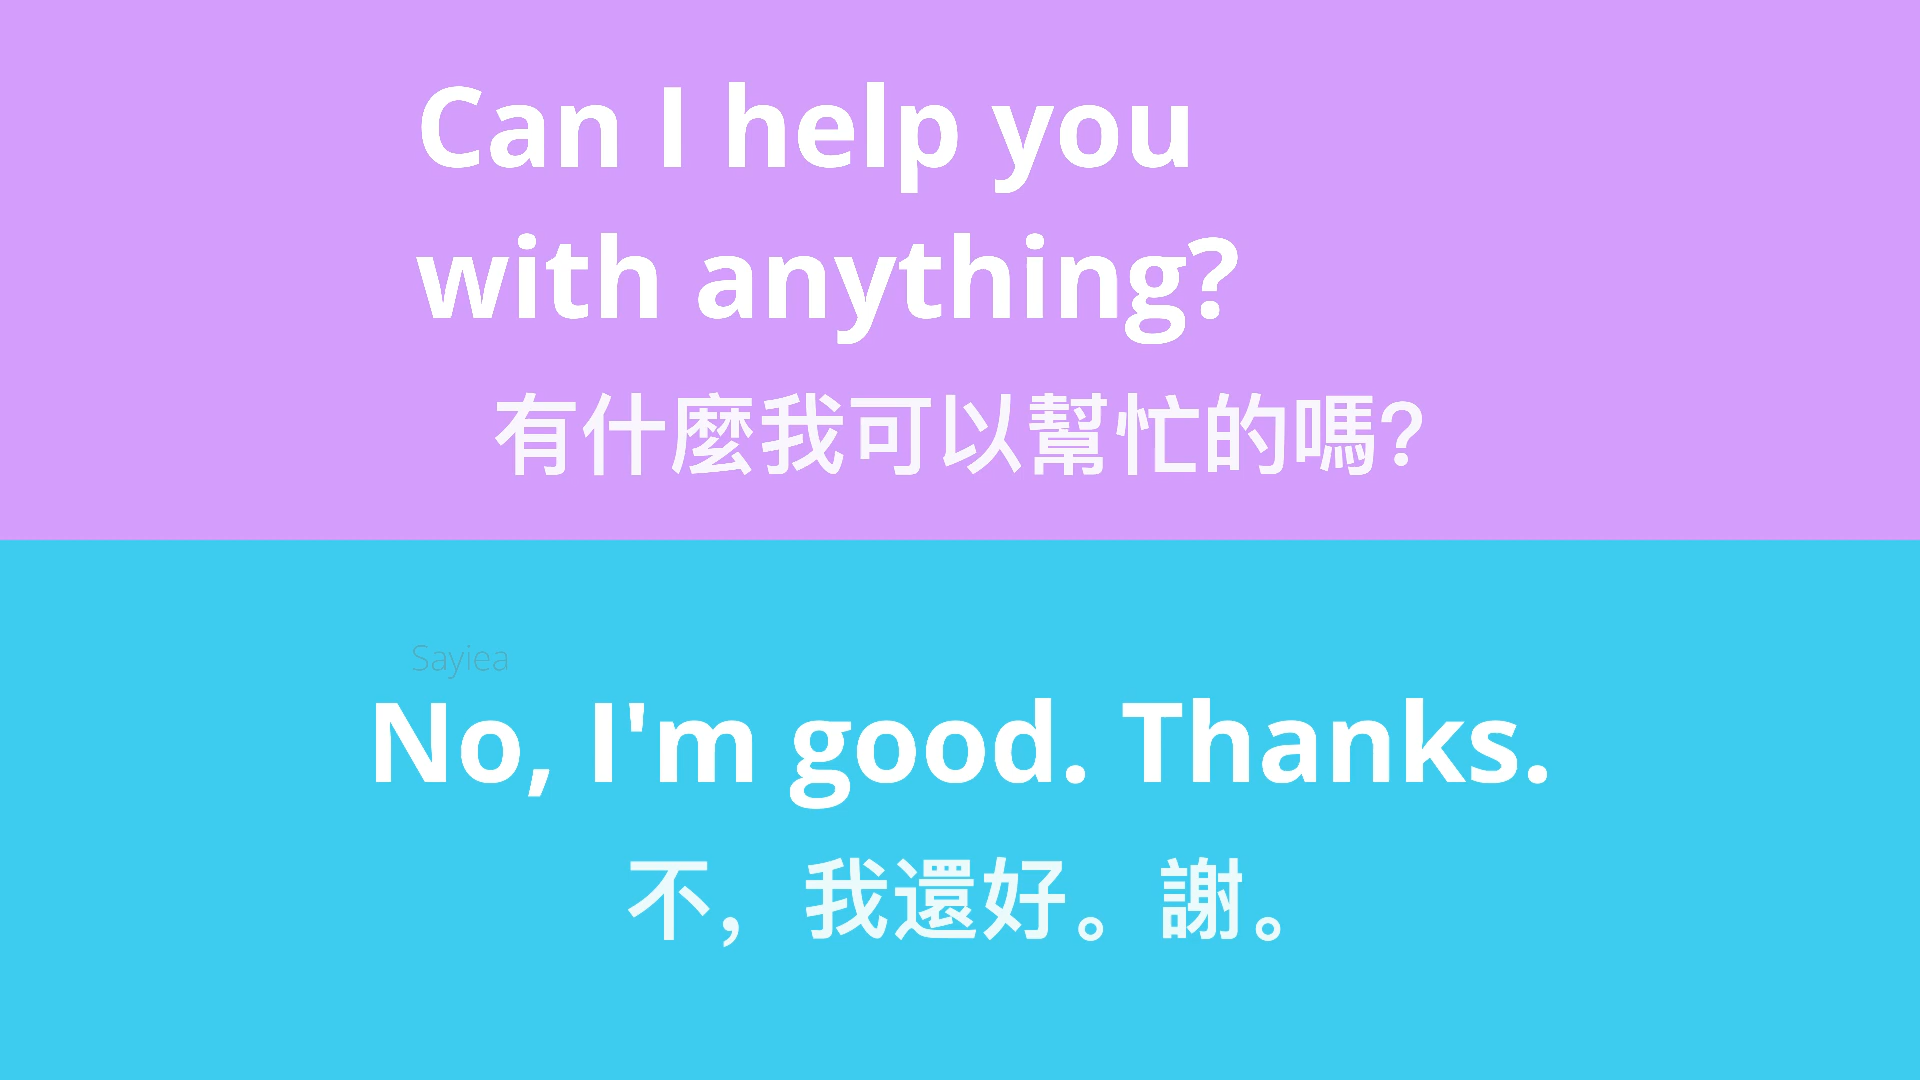 Can I help you
with anything?
有什麼我可以幫忙的嗎?
Sayiea
No, I'm good. Thanks.
不，我還好。謝。